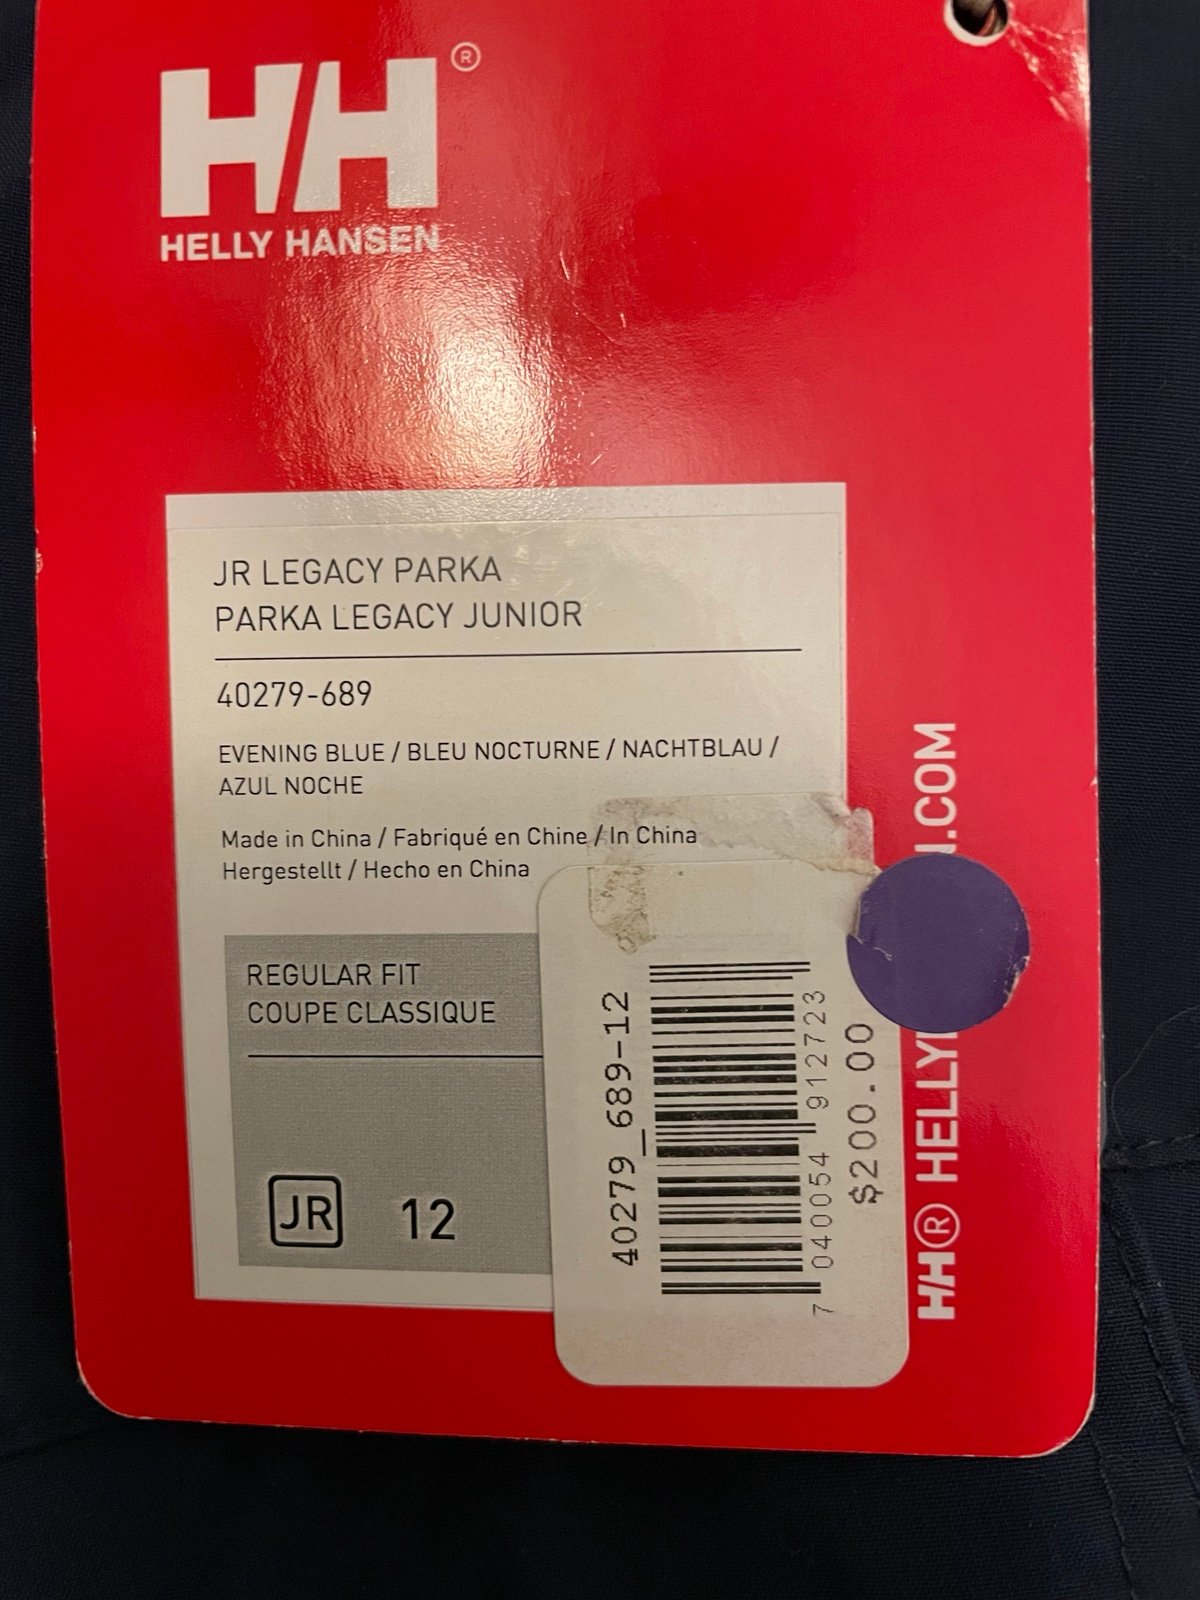 HH®
HELLY HANSEN
JR LEGACY PARKA
PARKA LEGACY JUNIOR
40279-689
EVENING BLUE / BLEU NOCTURNE / NACHTBLAU /
AZUL NOCHE
Made in China / Fabriqué en Chine / In China
Hergestellt / Hecho en China
REGULAR FIT
COUPE CLASSIQUE
JR 12
40279_689-12
7 040054 912723
$200.00
HH® HELLY N.COM